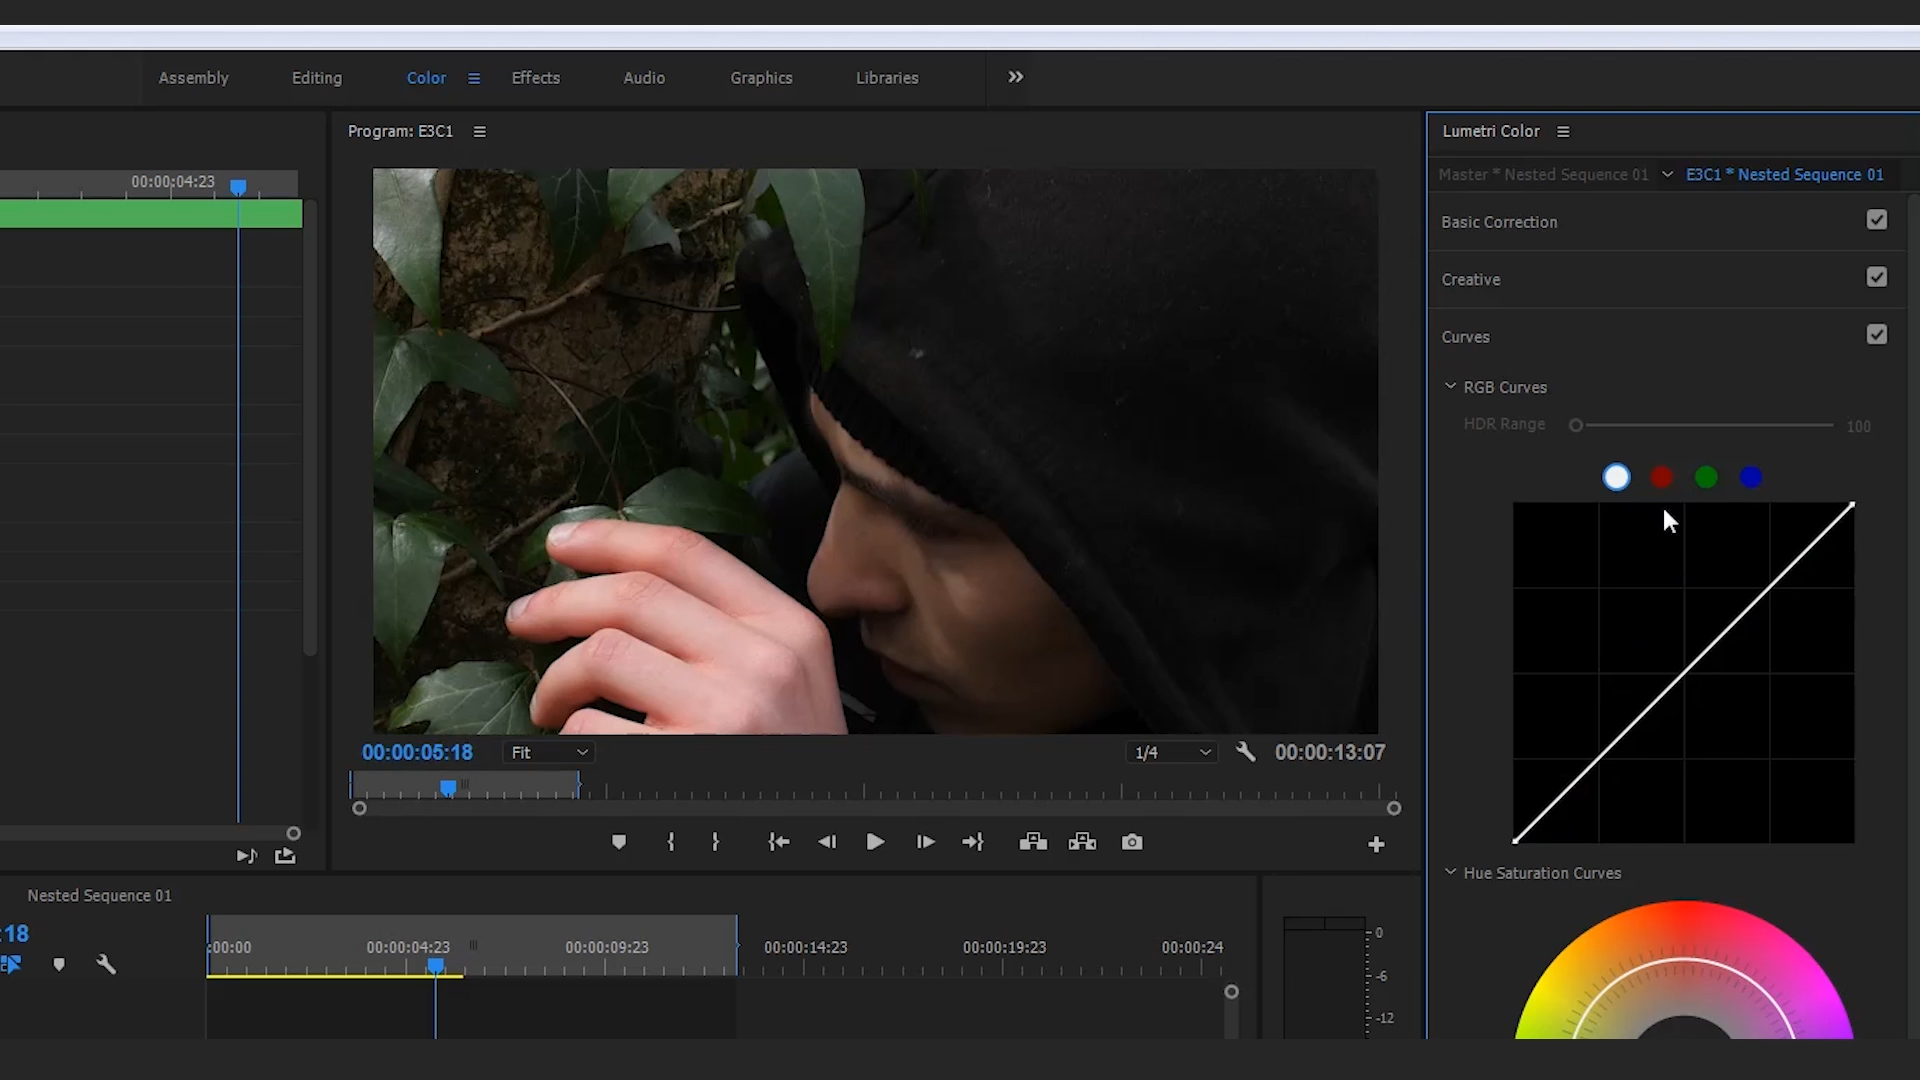 Assembly Editing Color Effects Audio Graphics Libraries
Program: E3C1
Lumetri Color
Master * Nested Sequence 01
E3C1 * Nested Sequence 01
00:00:04:23
Basic Correction
Creative
Curves
RGB Curves
HDR Range 100
00:00:05:18 Fit 1/4 00:00:13:07
Hue Saturation Curves
Nested Sequence 01
:18
:00:00 00:00:04:23 00:00:09:23 00:00:14:23 00:00:19:23 00:00:24
0
-6
-12